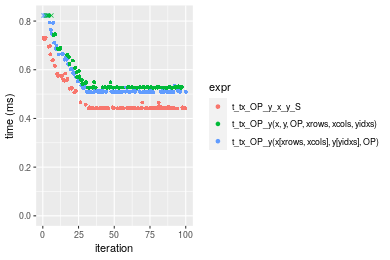 0.8
0.6
0.4
0.2
0.0
time (ms)
0
25
50
75
100
iteration
expr
t_tx_OP_y_x_y_S
t_tx_OP_y(x, y, OP, xrows, xcols, yidxs)
t_tx_OP_y(x[xrows, xcols], y[yidxs], OP)